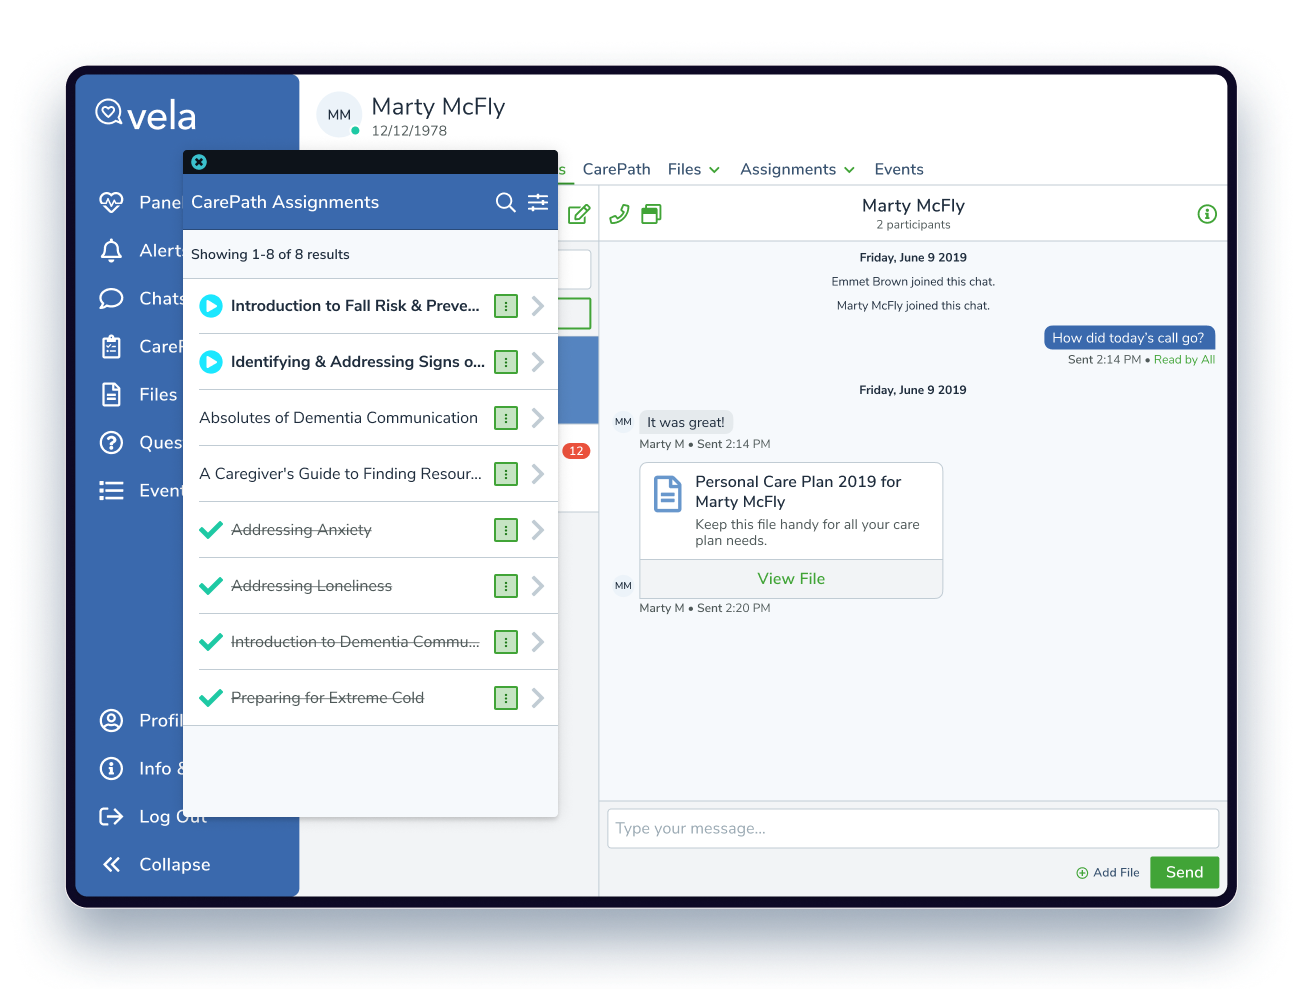 vela
MM
Marty McFly
12/12/1978
CarePath
Files
Assignments
Events
Alert
Chats
Care
Files
Ques
Event
Profil
Info &
Log Out
Collapse
CarePath Assignments
Showing 1-8 of 8 results
Introduction to Fall Risk & Preve...
Identifying & Addressing Signs o...
Absolutes of Dementia Communication
A Caregiver's Guide to Finding Resour...
Addressing Anxiety
Addressing Loneliness
Introduction to Dementia Commu...
Preparing for Extreme Cold
12
Marty McFly
2 participants
Friday, June 9 2019
Emmet Brown joined this chat.
Marty McFly joined this chat.
How did today's call go?
Sent 2:14 PM • Read by All
Friday, June 9 2019
MM
It was great!
Marty M • Sent 2:14 PM
Personal Care Plan 2019 for
Marty McFly
Keep this file handy for all your care
plan needs.
View File
MM
Marty M • Sent 2:20 PM
Type your message...
Add File
Send